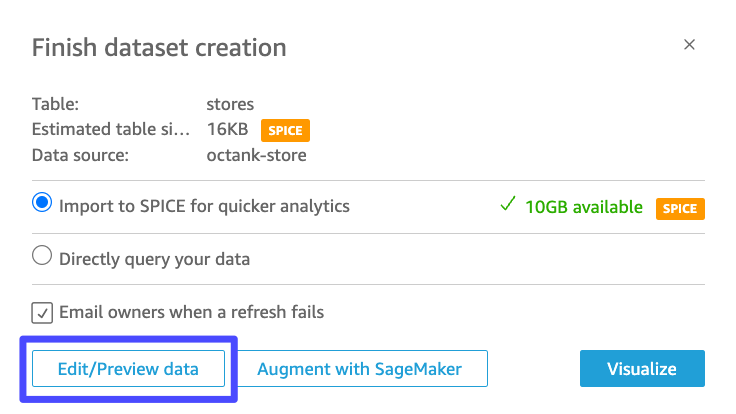 Finish dataset creation
Table: stores
Estimated table si... 16KB SPICE
Data source: octank-store
Import to SPICE for quicker analytics 10GB available SPICE
Directly query your data
Email owners when a refresh fails
Edit/Preview data Augment with SageMaker Visualize